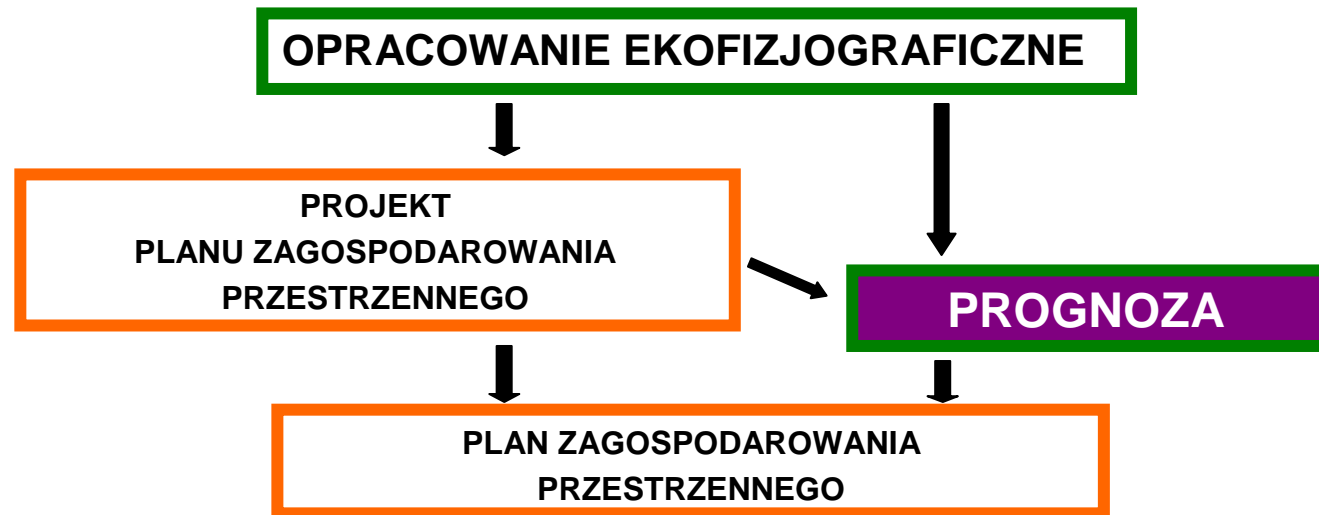 OPRACOWANIE EKOFIZJOGRAFICZNE
PROJEKT
PLANU ZAGOSPODAROWANIA
PRZESTRZENNEGO
PROGNOZA
PLAN ZAGOSPODAROWANIA
PRZESTRZENNEGO